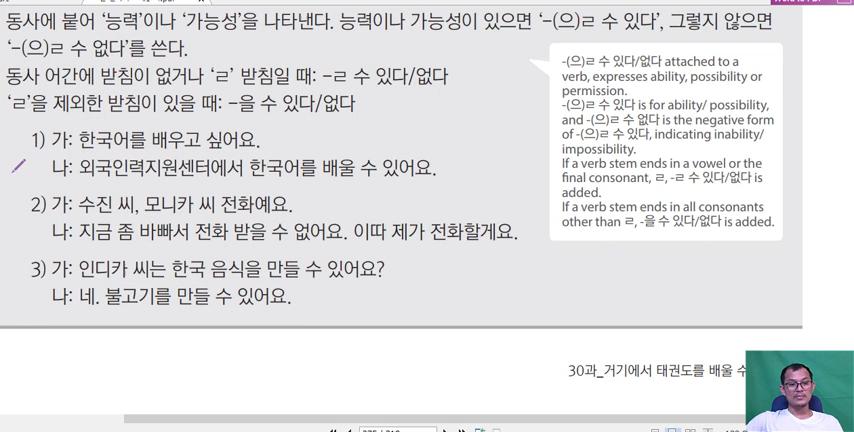 동사에 붙어 ‘능력’이나 ‘가능성’을 나타낸다. 능력이나 가능성이 있으면 ‘-(으)ㄹ 수 있다’, 그렇지 않으면
‘-(으)ㄹ 수 없다’를 쓴다.
동사 어간에 받침이 없거나 ‘ㄹ’ 받침일 때: -ㄹ 수 있다/없다
‘ㄹ’을 제외한 받침이 있을 때: -을 수 있다/없다
1) 가: 한국어를 배우고 싶어요.
나: 외국인력지원센터에서 한국어를 배울 수 있어요.
2) 가: 수진 씨, 모니카 씨 전화예요.
나: 지금 좀 바빠서 전화 받을 수 없어요. 이따 제가 전화할게요.
3) 가: 인디카 씨는 한국 음식을 만들 수 있어요?
나: 네. 불고기를 만들 수 있어요.
-(으)ㄹ 수 있다/없다 attached to a
verb, expresses ability, possibility or
permission.
-(으)ㄹ 수 있다 is for ability/ possibility,
and -(으)ㄹ 수 없다 is the negative form
of -(으)ㄹ 수 있다, indicating inability/
impossibility.
If a verb stem ends in a vowel or the
final consonant, ㄹ, -ㄹ 수 있다/없다 is
added.
If a verb stem ends in all consonants
other than ㄹ, -을 수 있다/없다 is added.
30과_거기에서 태권도를 배울 수